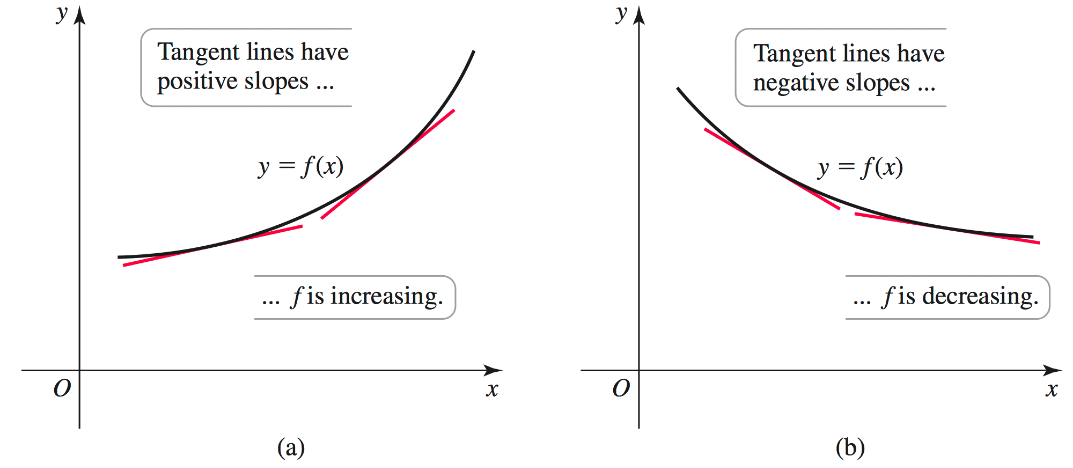 y
Tangent lines have
positive slopes ...
y = f(x)
... f is increasing.
O
x
(a)
y
Tangent lines have
negative slopes ...
y = f(x)
... f is decreasing.
O
x
(b)